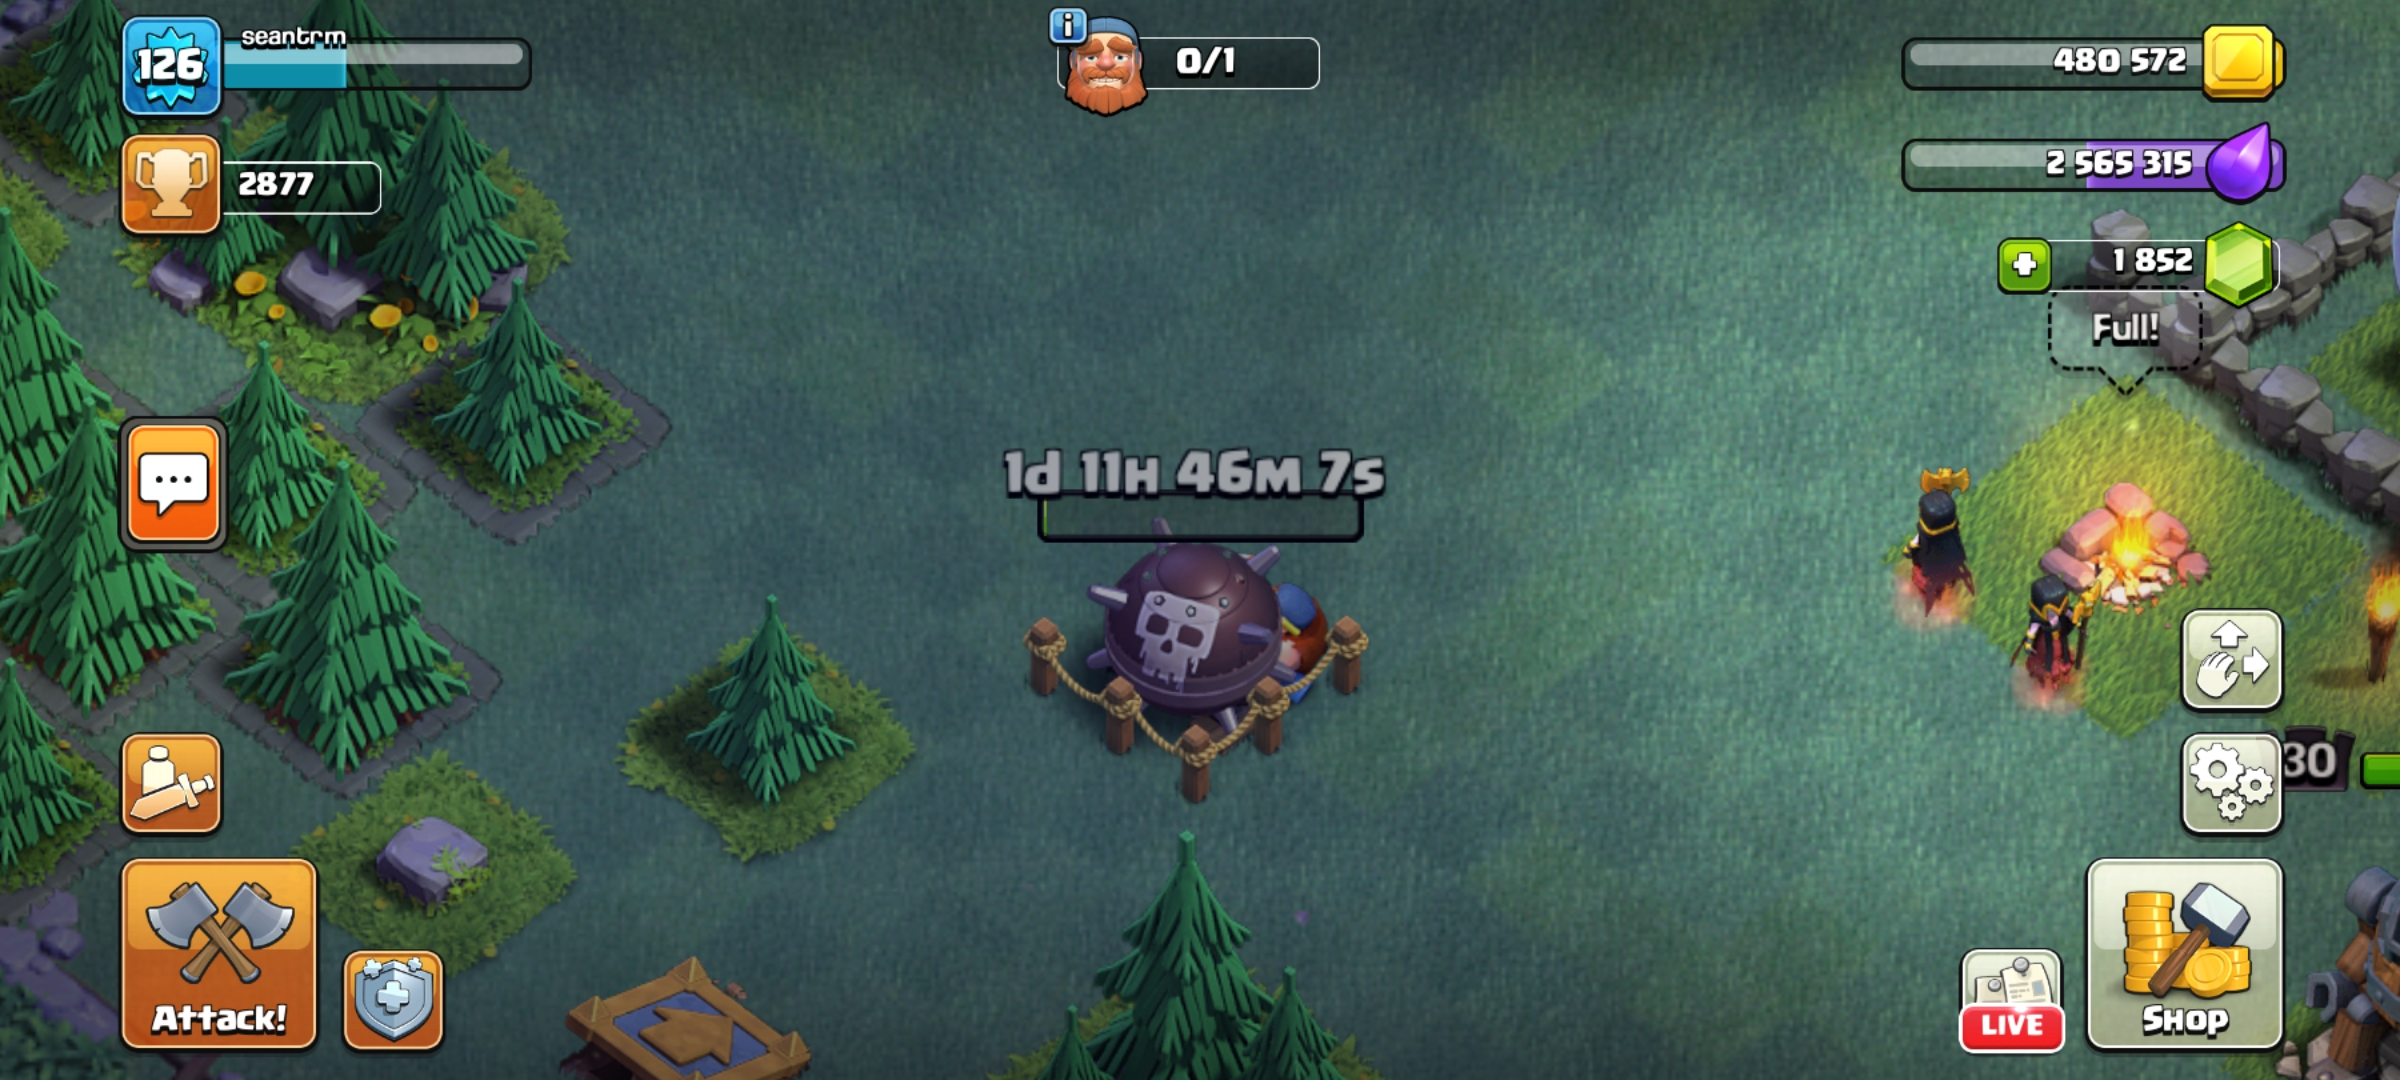 126
seantrm
0/1
480 572
2877
2 565 315
1 852
Full!
1d 11H 46M 7s
30
Attack!
LIVE
SHOP